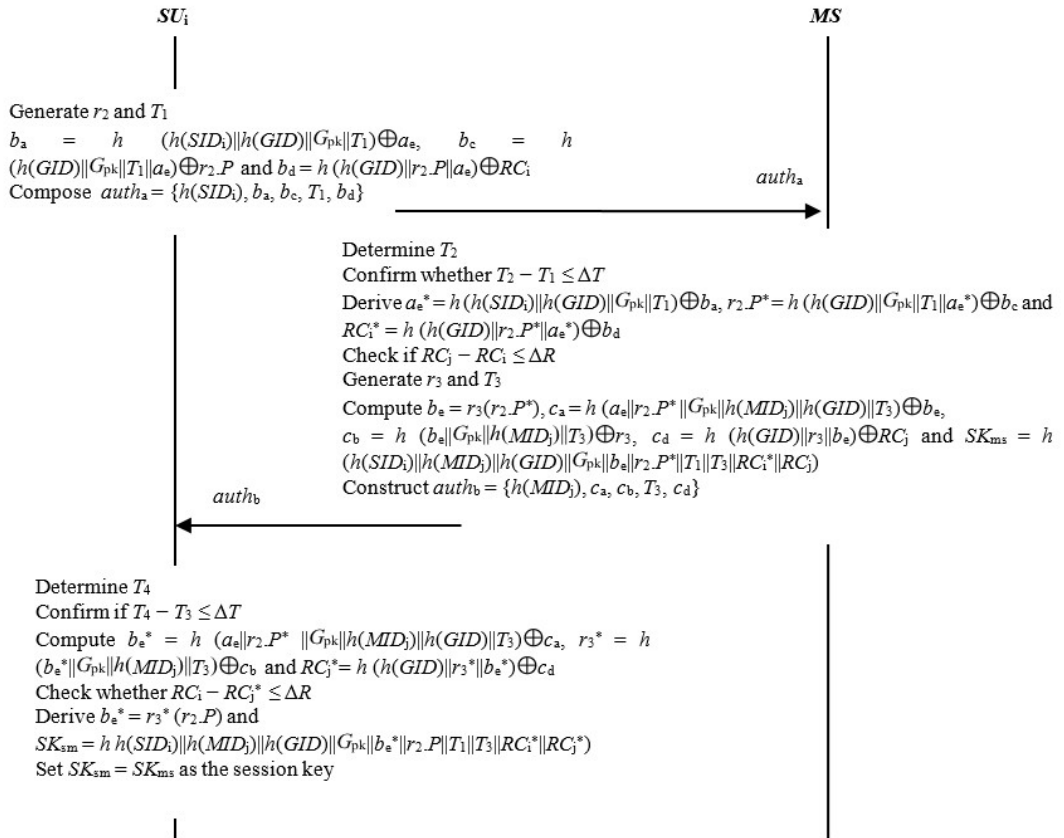 SUi MS
Generate r2 and T1
ba = h (h(SIDi)||h(GID)||Gpk||T1)⊕ae, bc = h
(h(GID)||Gpk||T1||ae)⊕r2.P and bd = h (h(GID)||r2.P||ae)⊕RCi
Compose autha = {h(SIDi), ba, bc, T1, bd}
autha
Determine T2
Confirm whether T2 – T1 ≤ ΔT
Derive ae* = h (h(SIDi)||h(GID)||Gpk||T1)⊕ba, r2.P* = h (h(GID)||Gpk||T1||ae*)⊕bc and
RCi* = h (h(GID)||r2.P*||ae*)⊕bd
Check if RCj – RCi ≤ ΔR
Generate r3 and T3
Compute be = r3(r2.P*), ca = h (ae||r2.P* ||Gpk||h(MIDj)||h(GID)||T3)⊕be,
cb = h (be||Gpk||h(MIDj)||T3)⊕r3, cd = h (h(GID)||r3||be)⊕RCj and SKms = h
(h(SIDi)||h(MIDj)||h(GID)||Gpk||be||r2.P*||T1||T3||RCi*||RCj)
Construct authb = {h(MIDj), ca, cb, T3, cd}
authb
Determine T4
Confirm if T4 – T3 ≤ ΔT
Compute be* = h (ae||r2.P* ||Gpk||h(MIDj)||h(GID)||T3)⊕ca, r3* = h
(be*||Gpk||h(MIDj)||T3)⊕cb and RCj* = h (h(GID)||r3*||be*)⊕cd
Check whether RCi – RCj* ≤ ΔR
Derive be* = r3* (r2.P) and
SKsm = h h(SIDi)||h(MIDj)||h(GID)||Gpk||be*||r2.P||T1||T3||RCi*||RCj*)
Set SKsm = SKms as the session key